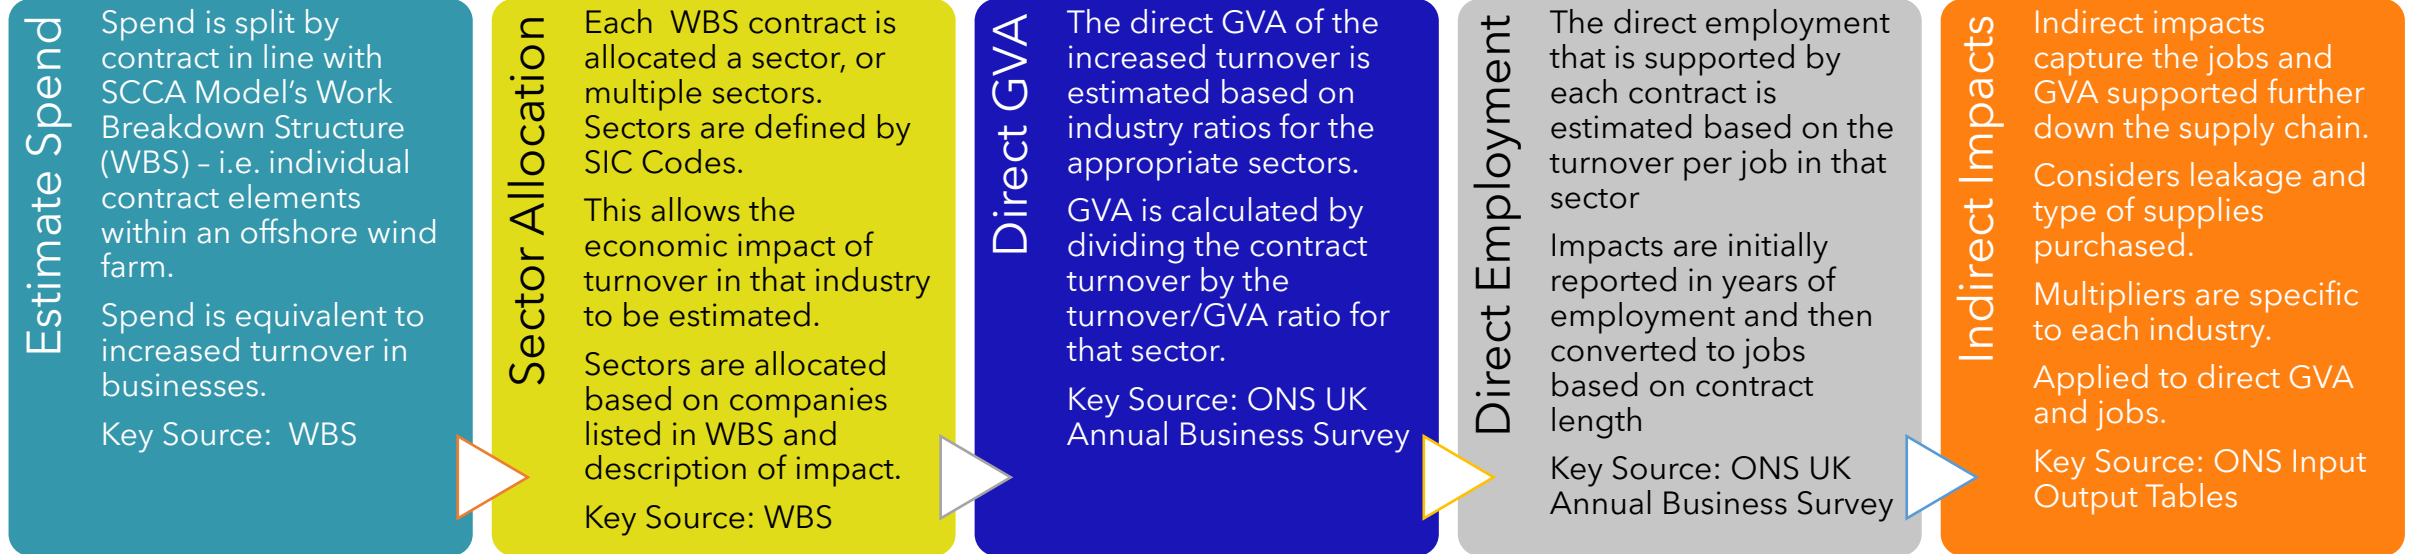 Estimate Spend
Spend is split by
contract in line with
SCCA Model's Work
Breakdown Structure
(WBS) – i.e. individual
contract elements
within an offshore wind
farm.
Spend is equivalent to
increased turnover in
businesses.
Key Source: WBS
Sector Allocation
Each WBS contract is
allocated a sector, or
multiple sectors.
Sectors are defined by
SIC Codes.
This allows the
economic impact of
turnover in that industry
to be estimated.
Sectors are allocated
based on companies
listed in WBS and
description of impact.
Key Source: WBS
Direct GVA
The direct GVA of the
increased turnover is
estimated based on
industry ratios for the
appropriate sectors.
GVA is calculated by
dividing the contract
turnover by the
turnover/GVA ratio for
that sector.
Key Source: ONS UK
Annual Business Survey
Direct Employment
The direct employment
that is supported by
each contract is
estimated based on the
turnover per job in that
sector
Impacts are initially
reported in years of
employment and then
converted to jobs
based on contract
length
Key Source: ONS UK
Annual Business Survey
Indirect Impacts
Indirect impacts
capture the jobs and
GVA supported further
down the supply chain.
Considers leakage and
type of supplies
purchased.
Multipliers are specific
to each industry.
Applied to direct GVA
and jobs.
Key Source: ONS Input
Output Tables